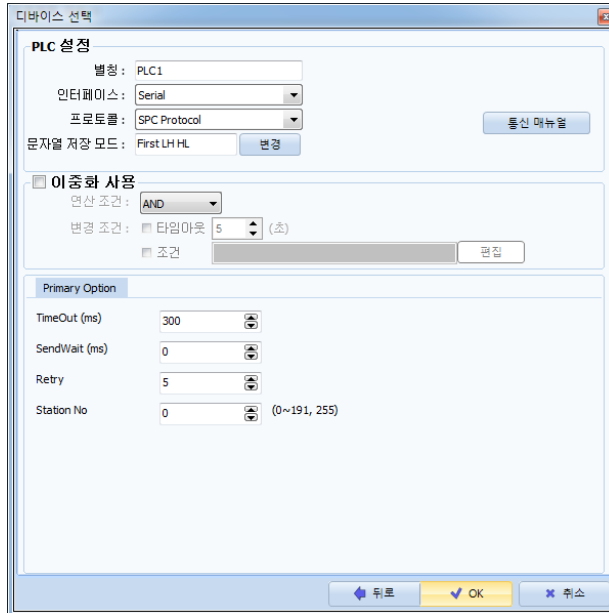 디바이스 선택
PLC 설정
별칭 : PLC1
인터페이스 : Serial
프로토콜 : SPC Protocol
통신 매뉴얼
문자열 저장 모드 : First LH HL 변경
이중화 사용
연산 조건 : AND
변경 조건 : 타임아웃 5 (초)
조건 편집
Primary Option
TimeOut (ms) 300
SendWait (ms) 0
Retry 5
Station No 0 (0~191, 255)
뒤로 OK 취소